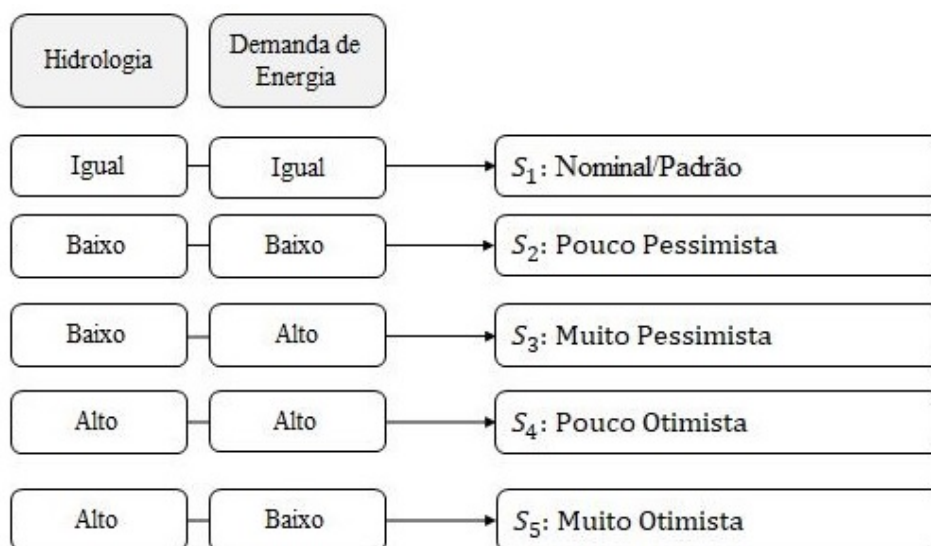 Hidrologia
Demanda de
Energia
Igual
Igual
S₁: Nominal/Padrão
Baixo
Baixo
S₂: Pouco Pessimista
Baixo
Alto
S₃: Muito Pessimista
Alto
Alto
S₄: Pouco Otimista
Alto
Baixo
S₅: Muito Otimista